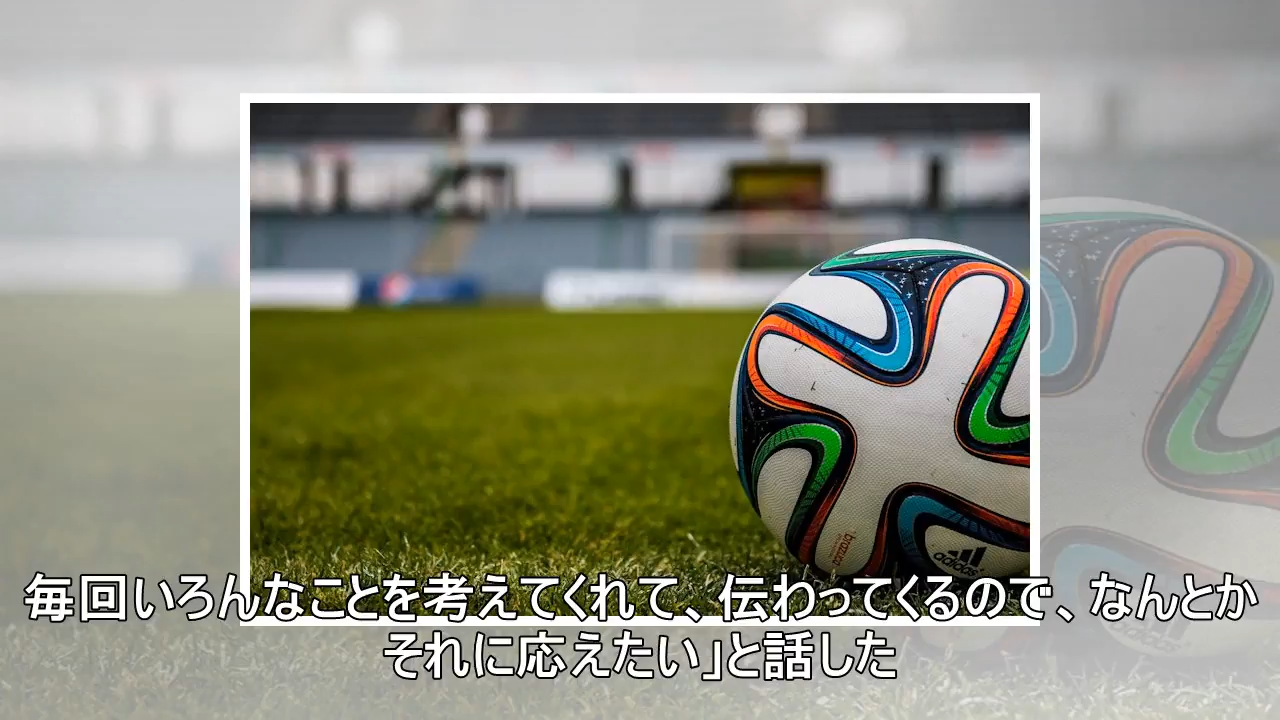 brazuca
adidas
毎回いろんなことを考えてくれて、伝わってくるので、なんとか
それに応えたい」と話した